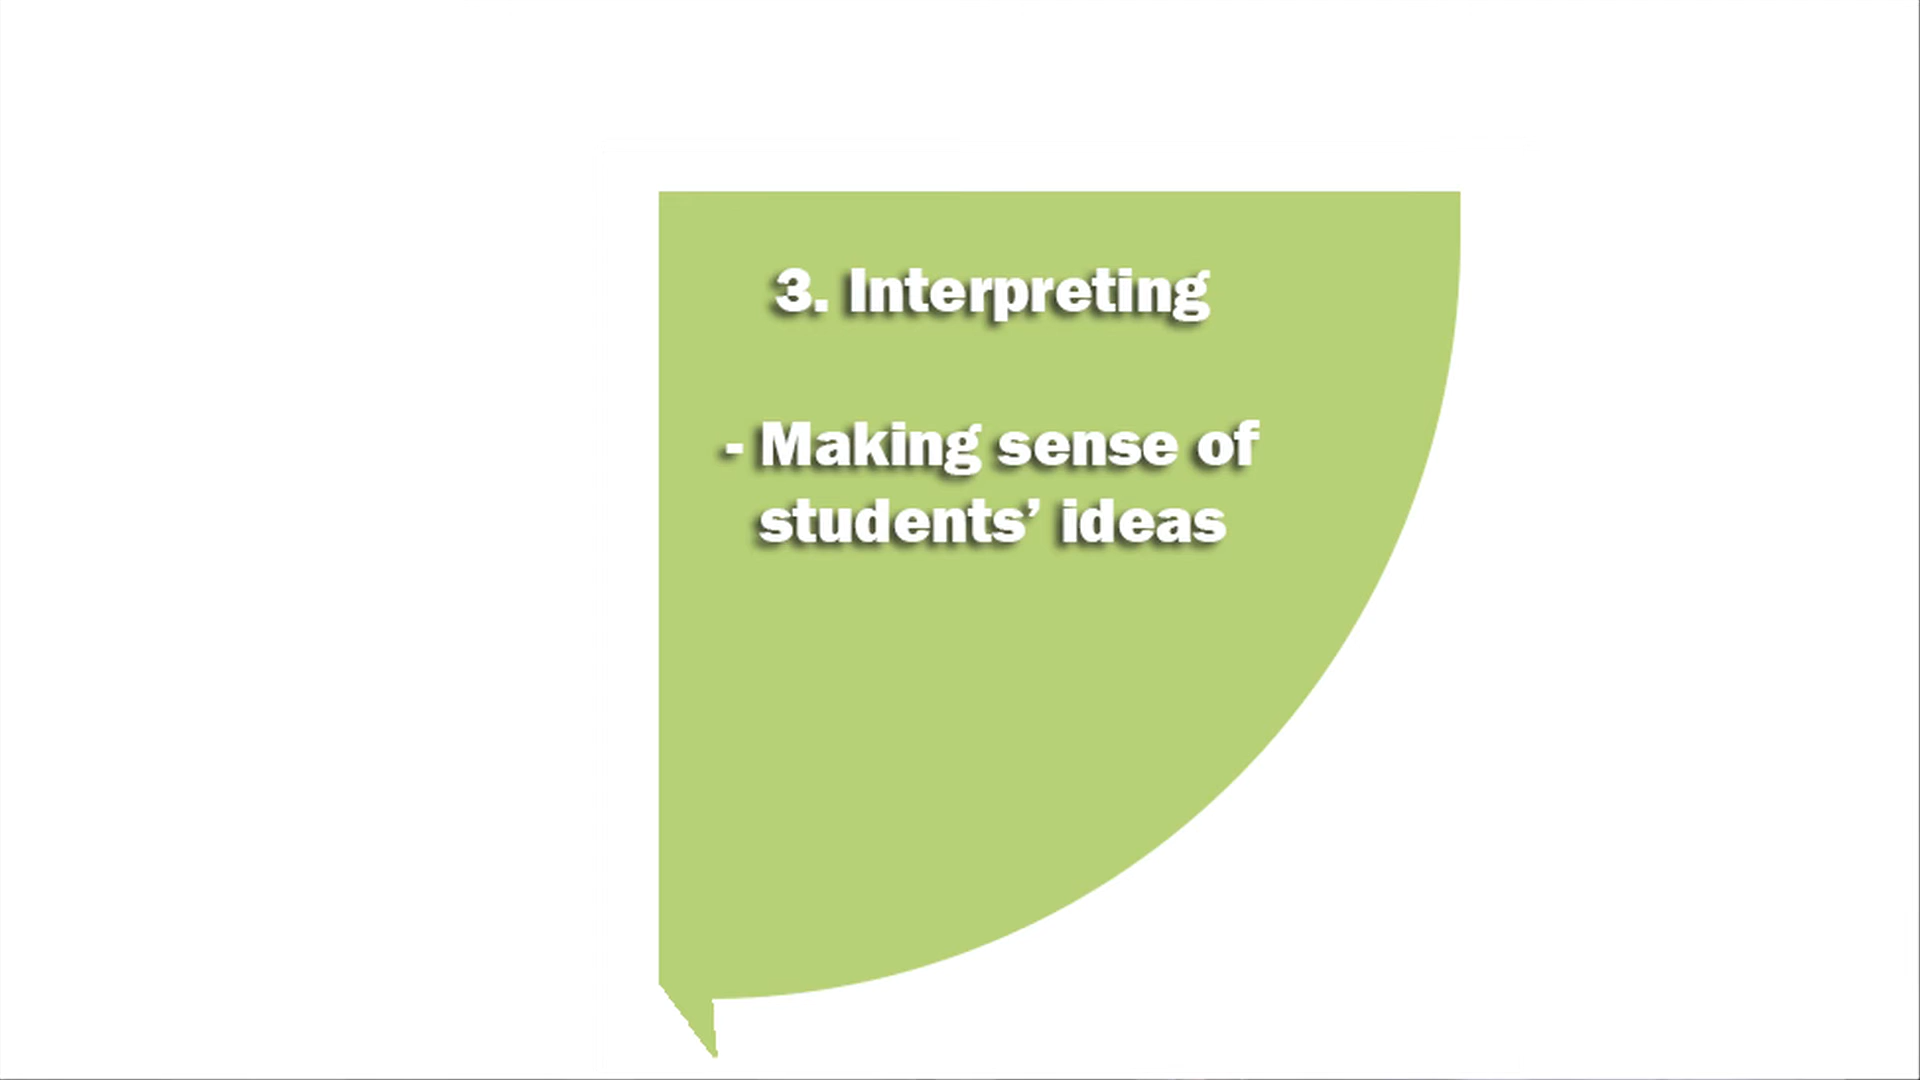 3. Interpreting
- Making sense of
students’ ideas